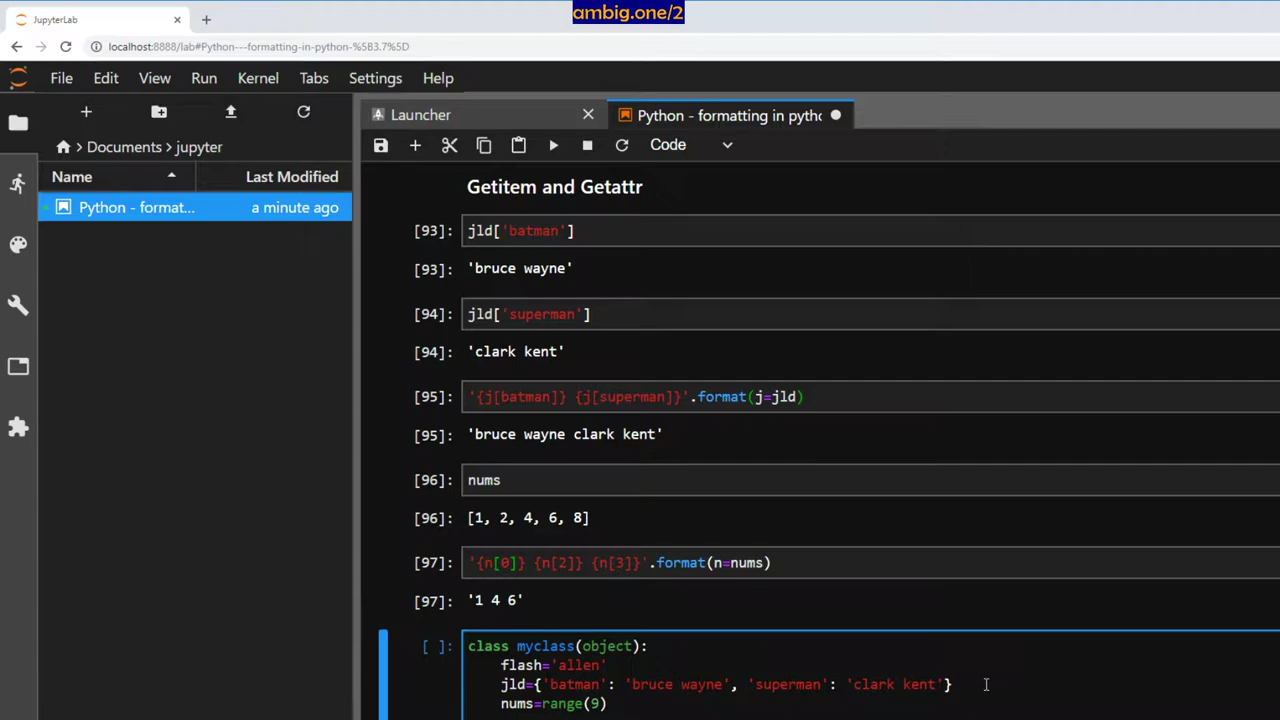 ambig.one/2
JupyterLab
localhost:8888/lab#Python---formatting-in-python-%5B3.7%5D
File Edit View Run Kernel Tabs Settings Help
Launcher
Python - formatting in pytho
Code
Documents > jupyter
Name Last Modified
Python - format... a minute ago
Getitem and Getattr
[93]: jld['batman']
[93]: 'bruce wayne'
[94]: jld['superman']
[94]: 'clark kent'
[95]: '{j[batman]} {j[superman]}'.format(j=jld)
[95]: 'bruce wayne clark kent'
[96]: nums
[96]: [1, 2, 4, 6, 8]
[97]: '{n[0]} {n[2]} {n[3]}'.format(n=nums)
[97]: '1 4 6'
[ ]: class myclass(object):
flash='allen'
jld={'batman': 'bruce wayne', 'superman': 'clark kent'}
nums=range(9)